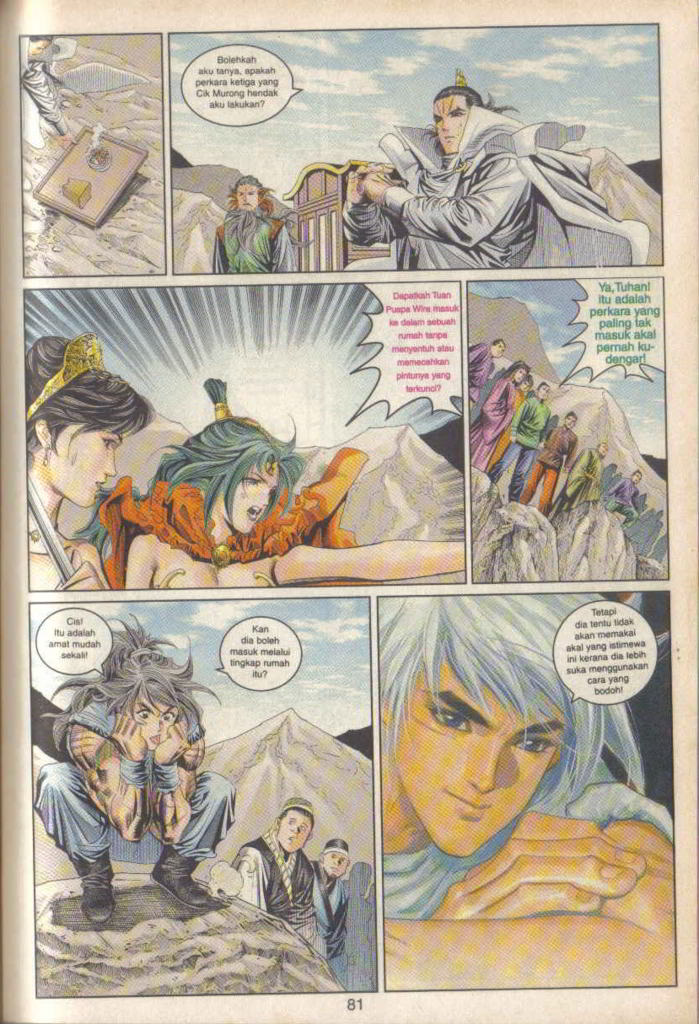 Bolehkah
aku tanya, apakah
perkara ketiga yang
Cik Murong hendak
aku lakukan?
Dapatkah Tuan
Puspa Wira masuk
ke dalam sebuah
rumah tanpa
menyentuh atau
memecahkan
pintunya yang
terkunci?
Ya, Tuhan!
Itu adalah
perkara yang
paling tak
masuk akal
pernah ku-
dengar!
Cis!
Itu adalah
amat mudah
sekali!
Kan
dia boleh
masuk melalui
tingkap rumah
itu?
Tetapi
dia tentu tidak
akan memakai
akal yang istimewa
ini kerana dia lebih
suka menggunakan
cara yang
bodoh!
81